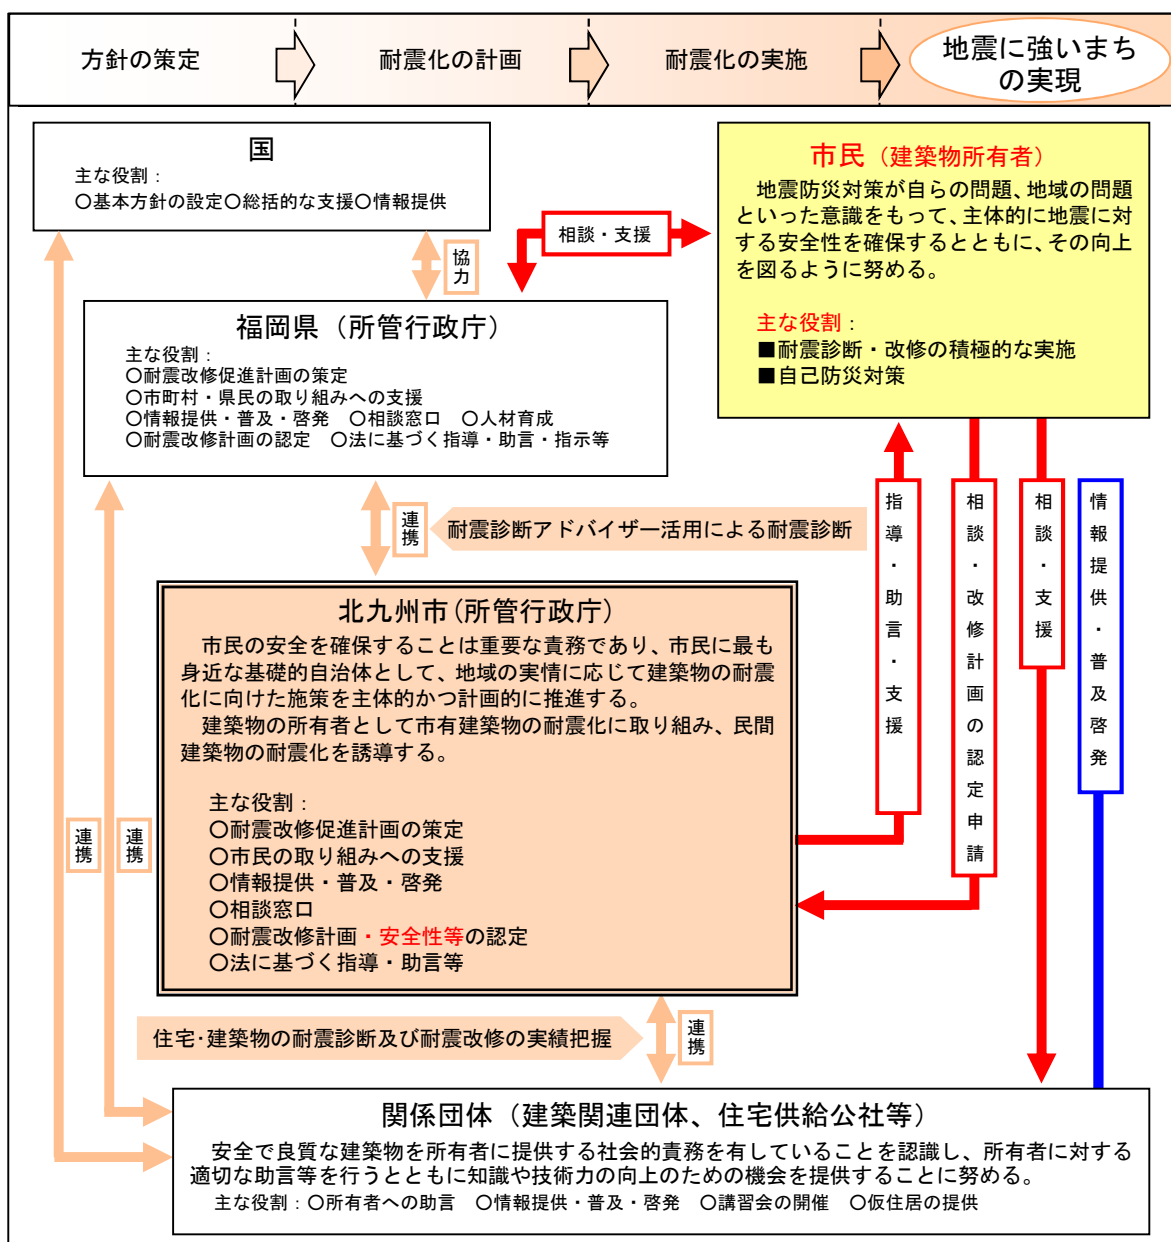 方針の策定
耐震化の計画
耐震化の実施
地震に強いまち
の実現
国
主な役割：
○基本方針の設定○総括的な支援○情報提供
協力
福岡県（所管行政庁）
主な役割：
○耐震改修促進計画の策定
○市町村・県民の取り組みへの支援
○情報提供・普及・啓発　○相談窓口　○人材育成
○耐震改修計画の認定　○法に基づく指導・助言・指示等
相談・支援
市民（建築物所有者）
地震防災対策が自らの問題、地域の問題
といった意識をもって、主体的に地震に対
する安全性を確保するとともに、その向上
を図るように努める。
主な役割：
■耐震診断・改修の積極的な実施
■自己防災対策
連携
耐震診断アドバイザー活用による耐震診断
指導・助言・支援
相談・改修計画の認定申請
相談・支援
情報提供・普及啓発
北九州市(所管行政庁)
市民の安全を確保することは重要な責務であり、市民に最も
身近な基礎的自治体として、地域の実情に応じて建築物の耐震
化に向けた施策を主体的かつ計画的に推進する。
建築物の所有者として市有建築物の耐震化に取り組み、民間
建築物の耐震化を誘導する。
主な役割：
○耐震改修促進計画の策定
○市民の取り組みへの支援
○情報提供・普及・啓発
○相談窓口
○耐震改修計画・安全性等の認定
○法に基づく指導・助言等
連携
連携
住宅･建築物の耐震診断及び耐震改修の実績把握
連携
関係団体（建築関連団体、住宅供給公社等）
安全で良質な建築物を所有者に提供する社会的責務を有していることを認識し、所有者に対する
適切な助言等を行うとともに知識や技術力の向上のための機会を提供することに努める。
主な役割：○所有者への助言　○情報提供・普及・啓発　○講習会の開催　○仮住居の提供